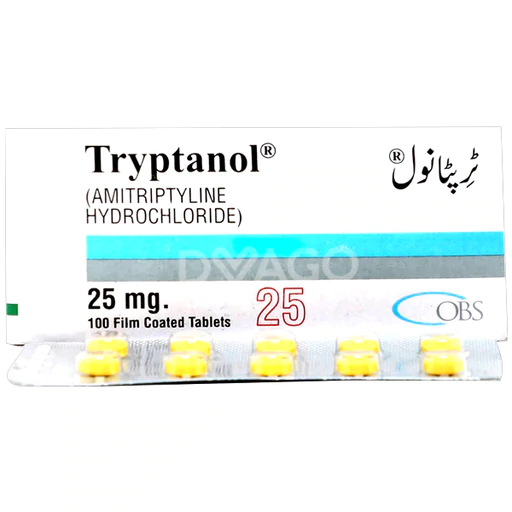 Tryptanol®
ٹرپٹانول®
(AMITRIPTYLINE
HYDROCHLORIDE)
DVAGO
25 mg.
25
100 Film Coated Tablets
OBS